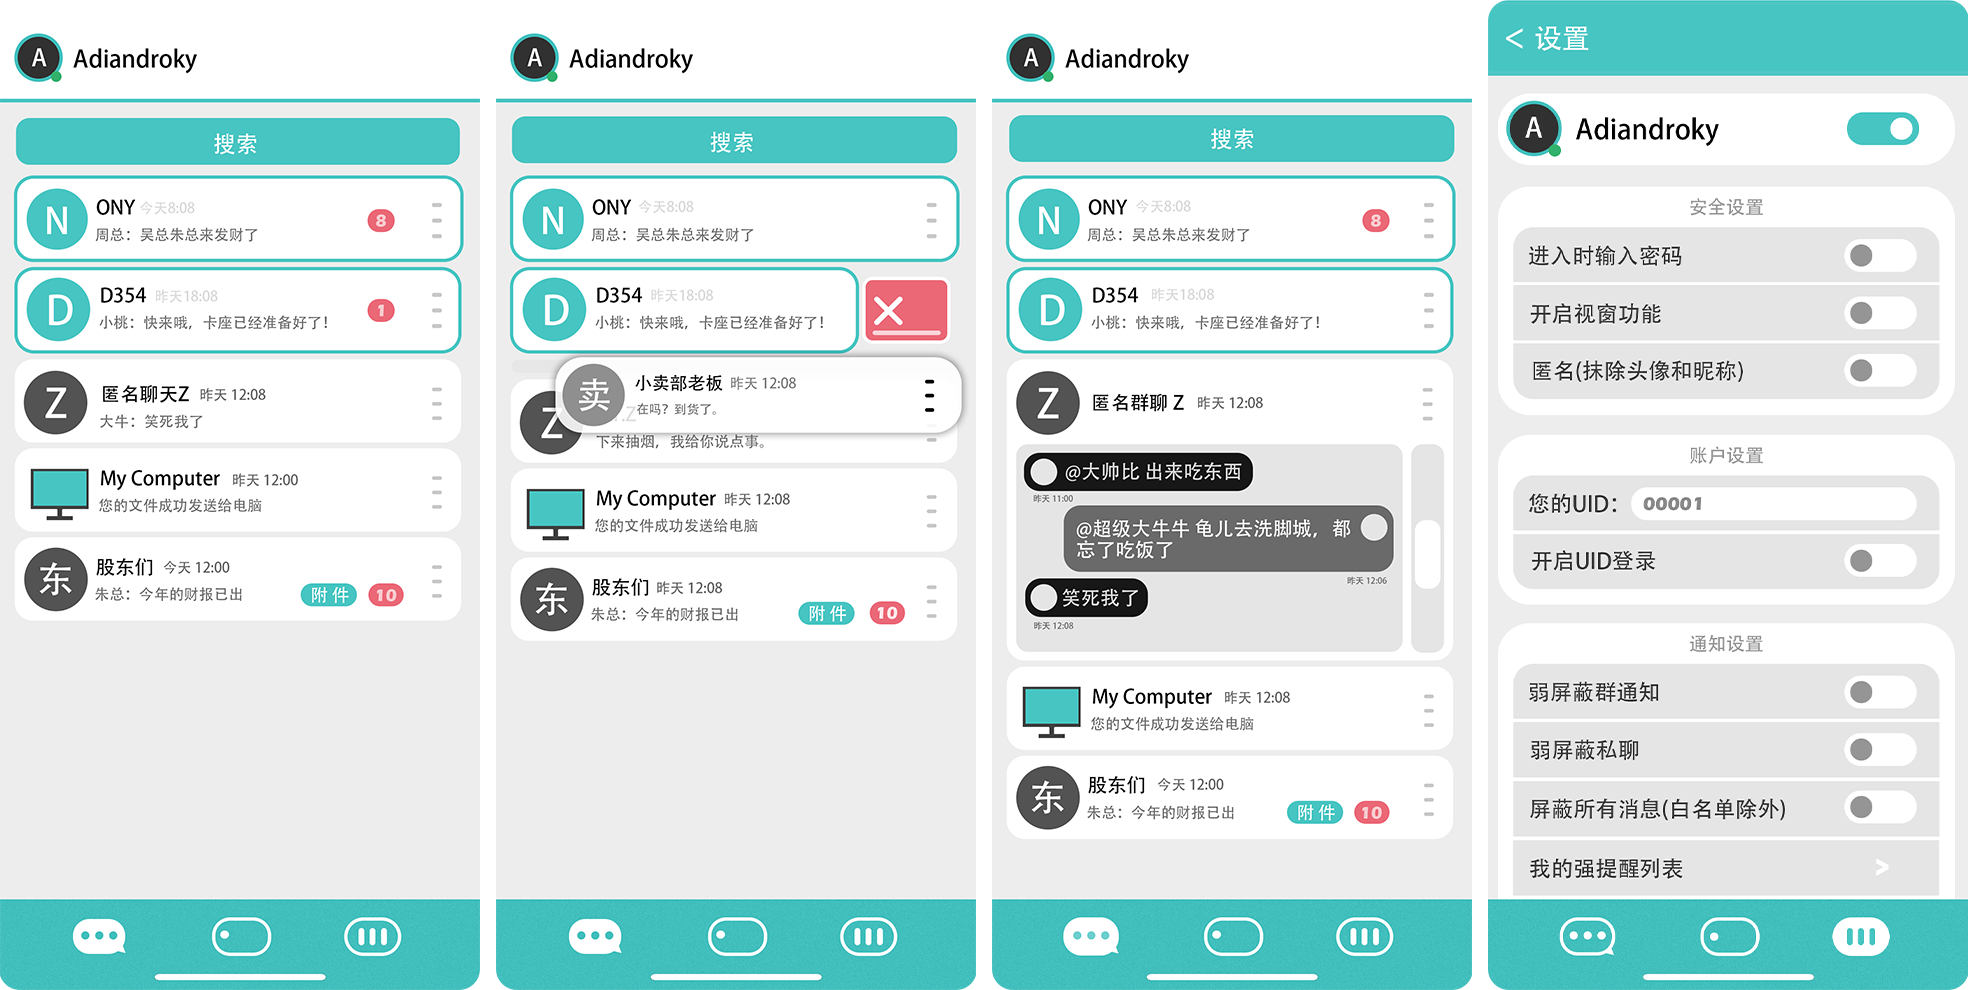 A
Adiandroky
搜索
N
ONY 今天8:08
周总：吴总朱总来发财了
8
D
D354 昨天18:08
小桃：快来哦，卡座已经准备好了！
1
Z
匿名聊天Z 昨天 12:08
大牛：笑死我了
My Computer 昨天 12:00
您的文件成功发送给电脑
东
股东们 今天 12:00
朱总：今年的财报已出
附件 10
A
Adiandroky
搜索
N
ONY 今天8:08
周总：吴总朱总来发财了
D
D354 昨天18:08
小桃：快来哦，卡座已经准备好了！
卖
小卖部老板 昨天 12:08
在吗？到货了。
Z
下来抽烟，我给你说点事。
My Computer 昨天 12:08
您的文件成功发送给电脑
东
股东们 昨天 12:08
朱总：今年的财报已出
附件 10
A
Adiandroky
搜索
N
ONY 今天8:08
周总：吴总朱总来发财了
8
D
D354 昨天18:08
小桃：快来哦，卡座已经准备好了！
Z
匿名群聊 Z 昨天 12:08
@大帅比 出来吃东西
昨天 11:00
@超级大牛牛 龟儿去洗脚城，都
忘了吃饭了
昨天 12:06
笑死我了
昨天 12:08
My Computer 昨天 12:08
您的文件成功发送给电脑
东
股东们 今天 12:00
朱总：今年的财报已出
附件 10
< 设置
A
Adiandroky
安全设置
进入时输入密码
开启视窗功能
匿名(抹除头像和昵称)
账户设置
您的UID： 00001
开启UID登录
通知设置
弱屏蔽群通知
弱屏蔽私聊
屏蔽所有消息(白名单除外)
我的强提醒列表 >